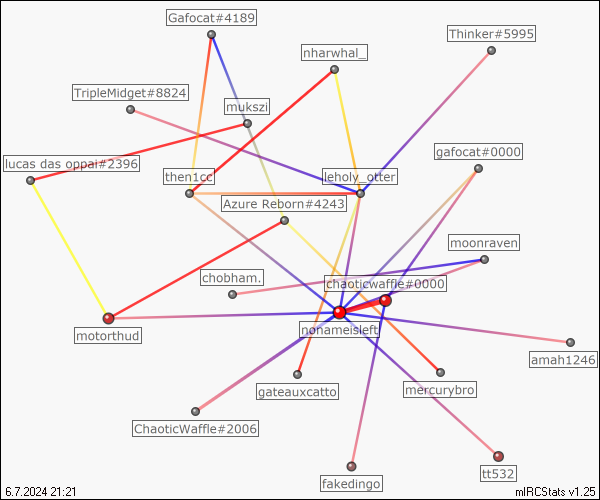 Gafocat#4189
Thinker#5995
nharwhal_
TripleMidget#8824
mukszi
gafocat#0000
lucas das oppai#2396
then1cc
leholy_otter
Azure Reborn#4243
moonraven
chobham.
chaoticwaffle#0000
nonameisleft
motorthud
amah1246
gateauxcatto
mercurybro
ChaoticWaffle#2006
tt532
fakedingo
6.7.2024 21:21
mIRCStats v1.25